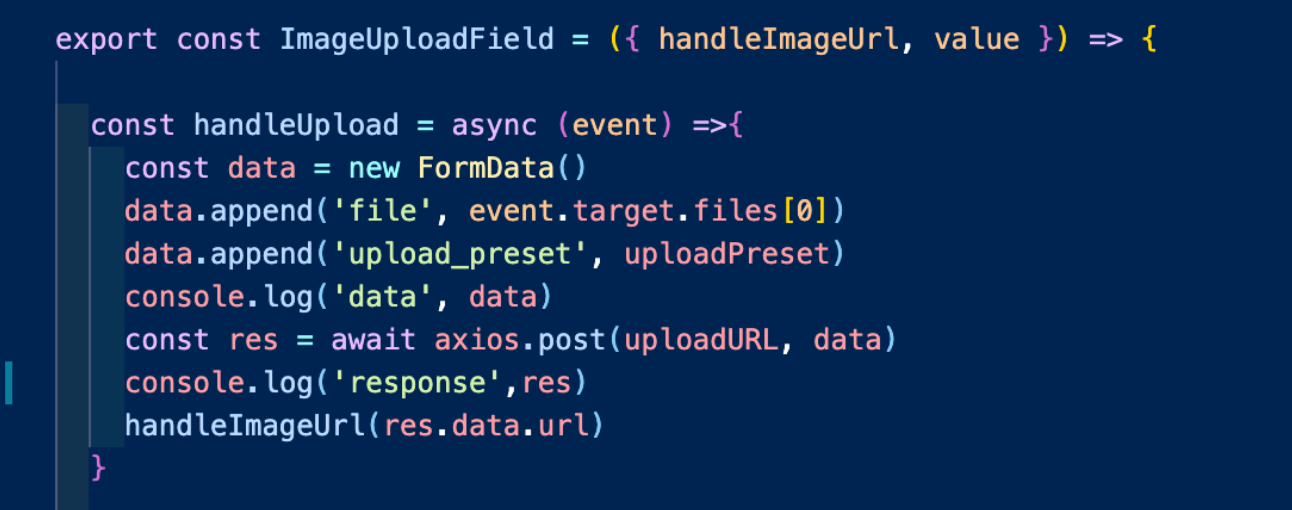 export const ImageUploadField = ({ handleImageUrl, value }) => {
const handleUpload = async (event) =>{
const data = new FormData()
data.append('file', event.target.files[0])
data.append('upload_preset', uploadPreset)
console.log('data', data)
const res = await axios.post(uploadURL, data)
console.log('response',res)
handleImageUrl(res.data.url)
}